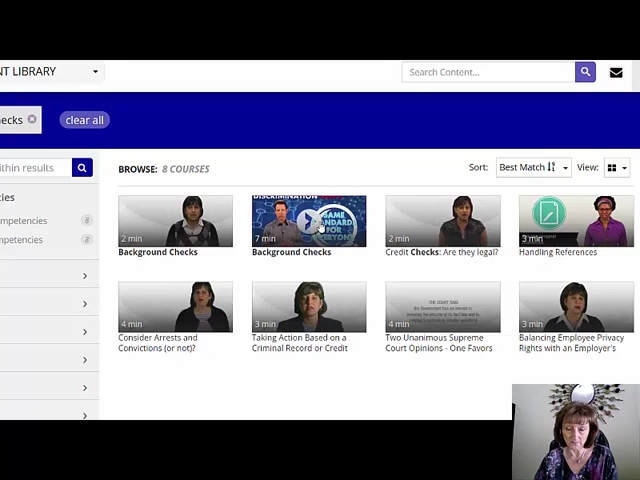 NT LIBRARY
Search Content...
ecks
clear all
ithin results
BROWSE: 8 COURSES
Sort: Best Match View:
ies
mpetencies 8
mpetencies 8
2 min
DISCRIMINATION
SAME
STANDARD
FOR
EVERYONE
7 min
2 min
3 min
Background Checks
Background Checks
Credit Checks: Are they legal?
Handling References
4 min
3 min
THE COURT SAID
4 min
3 min
Consider Arrests and
Convictions (or not)?
Taking Action Based on a
Criminal Record or Credit
Two Unanimous Supreme
Court Opinions - One Favors
Balancing Employee Privacy
Rights with an Employer's